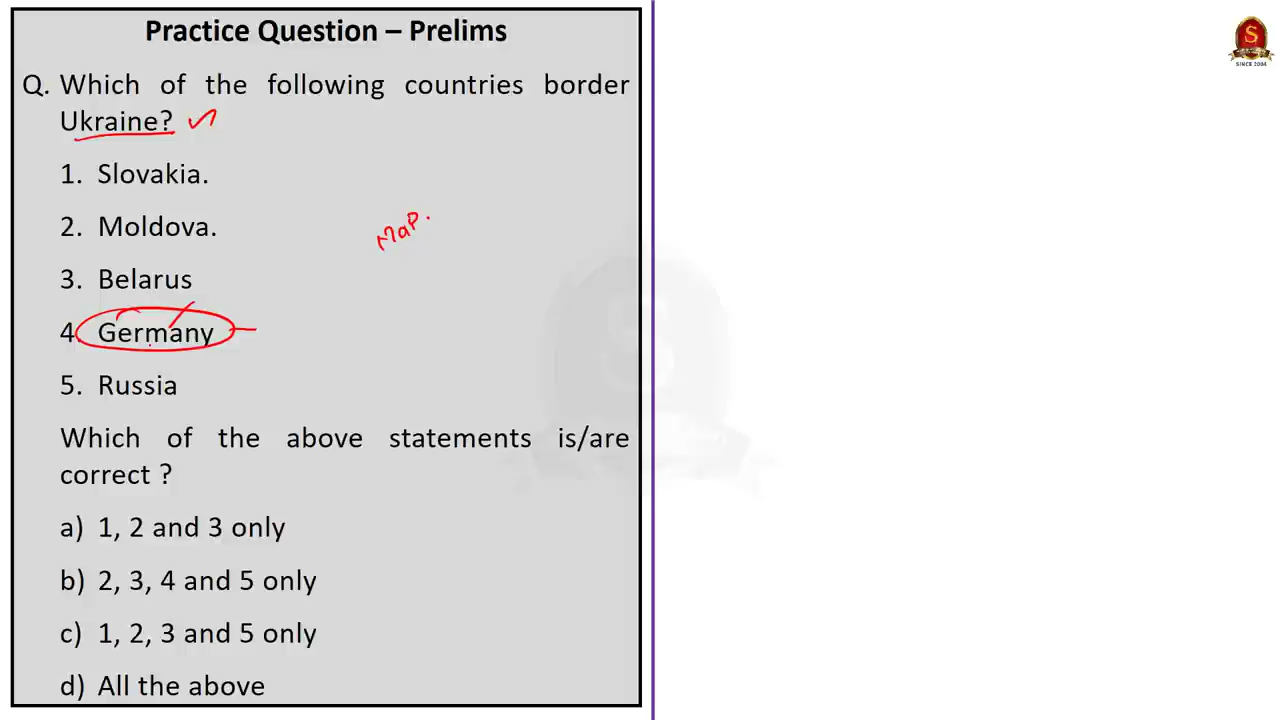 Practice Question – Prelims
Q. Which of the following countries border
Ukraine?
1. Slovakia.
2. Moldova.
Map.
3. Belarus
4. Germany
5. Russia
Which of the above statements is/are
correct ?
a) 1, 2 and 3 only
b) 2, 3, 4 and 5 only
c) 1, 2, 3 and 5 only
d) All the above
S
SINCE 2004